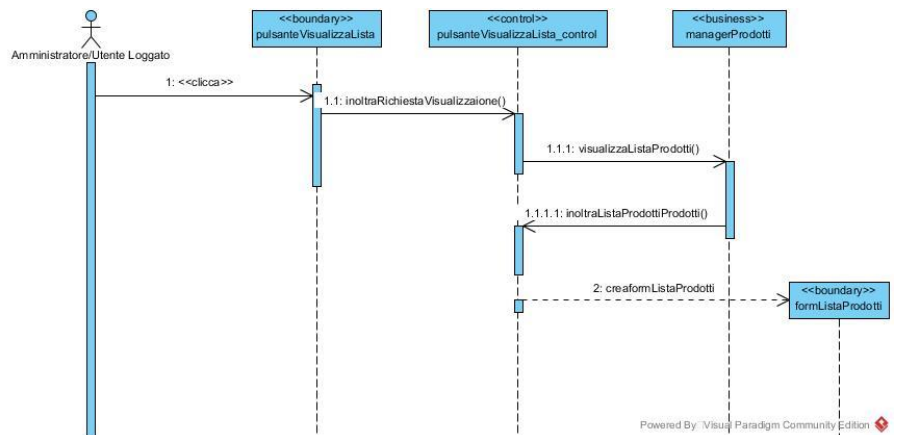 <<boundary>>
pulsanteVisualizzaLista
<<control>>
pulsanteVisualizzaLista_control
<<business>>
managerProdotti
Amministratore/Utente Loggato
1: <<clicca>>
1.1: inoltraRichiestaVisualizzaione()
1.1.1: visualizzaListaProdotti()
1.1.1.1: inoltraListaProdottiProdotti()
2: creaformListaProdotti
<<boundary>>
formListaProdotti
Powered By Visual Paradigm Community Edition